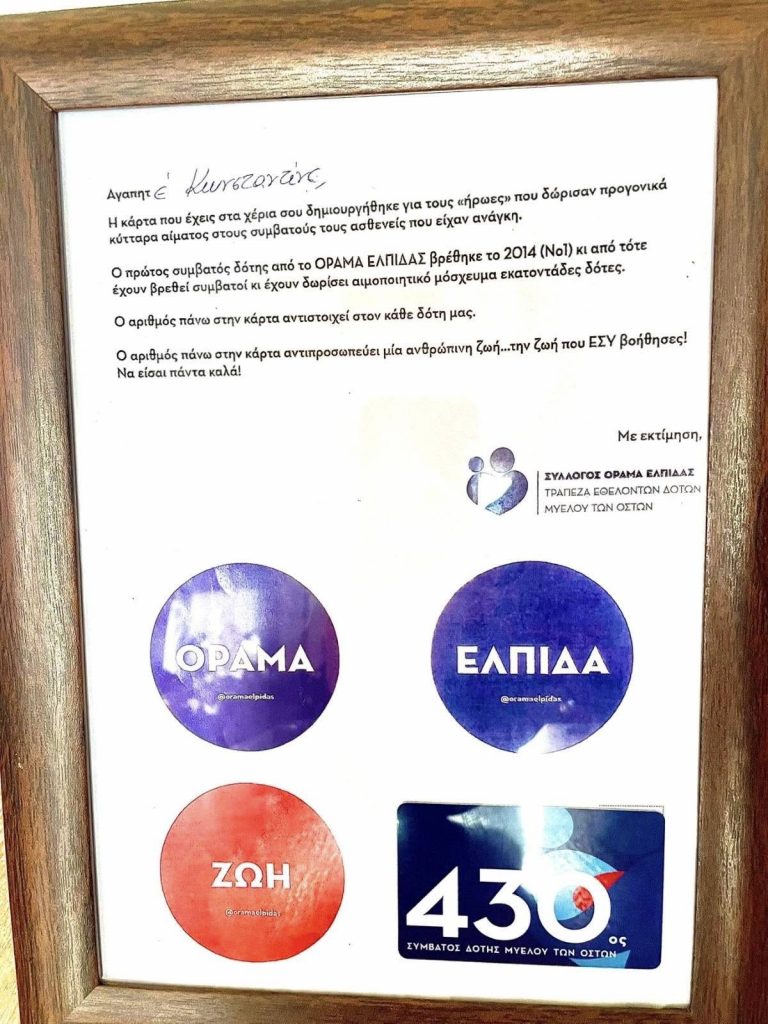 Αγαπητ έ Κωνσταντίνε,
Η κάρτα που έχεις στα χέρια σου δημιουργήθηκε για τους «ήρωες» που δώρισαν προγονικά
κύτταρα αίματος στους συμβατούς τους ασθενείς που είχαν ανάγκη.
Ο πρώτος συμβατός δότης από το ΟΡΑΜΑ ΕΛΠΙΔΑΣ βρέθηκε το 2014 (Νο1) κι από τότε
έχουν βρεθεί συμβατοί κι έχουν δωρίσει αιμοποιητικό μόσχευμα εκατοντάδες δότες.
Ο αριθμός πάνω στην κάρτα αντιστοιχεί στον κάθε δότη μας.
Ο αριθμός πάνω στην κάρτα αντιπροσωπεύει μία ανθρώπινη ζωή...την ζωή που ΕΣΥ βοήθησες!
Να είσαι πάντα καλά!
Με εκτίμηση,
ΣΥΛΛΟΓΟΣ ΟΡΑΜΑ ΕΛΠΙΔΑΣ
ΤΡΑΠΕΖΑ ΕΘΕΛΟΝΤΩΝ ΔΟΤΩΝ
ΜΥΕΛΟΥ ΤΩΝ ΟΣΤΩΝ
ΟΡΑΜΑ
@oramaelpidas
ΕΛΠΙΔΑ
@oramaelpidas
ΖΩΗ
@oramaelpidas
430ος
ΣΥΜΒΑΤΟΣ ΔΟΤΗΣ ΜΥΕΛΟΥ ΤΩΝ ΟΣΤΩΝ